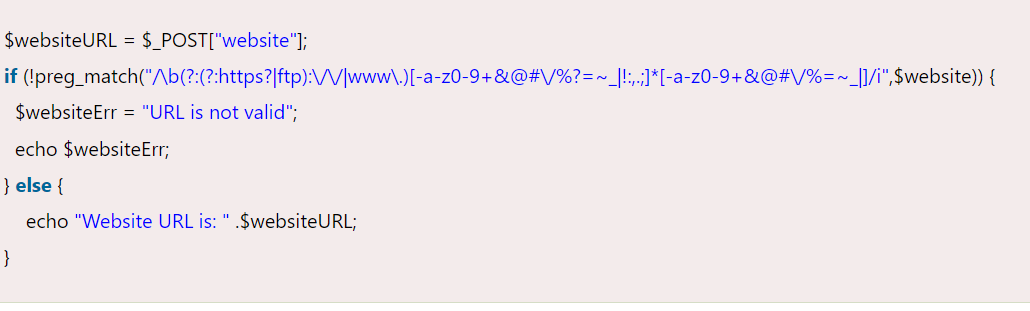 $websiteURL = $_POST["website"];
if (!preg_match("/\b(?:(?:https?|ftp):\/\/|www\.)[-a-z0-9+&@#\/%?=~_|!:,.;]*[-a-z0-9+&@#\/%=~_|]/i",$website)) {
$websiteErr = "URL is not valid";
echo $websiteErr;
} else {
echo "Website URL is: " .$websiteURL;
}